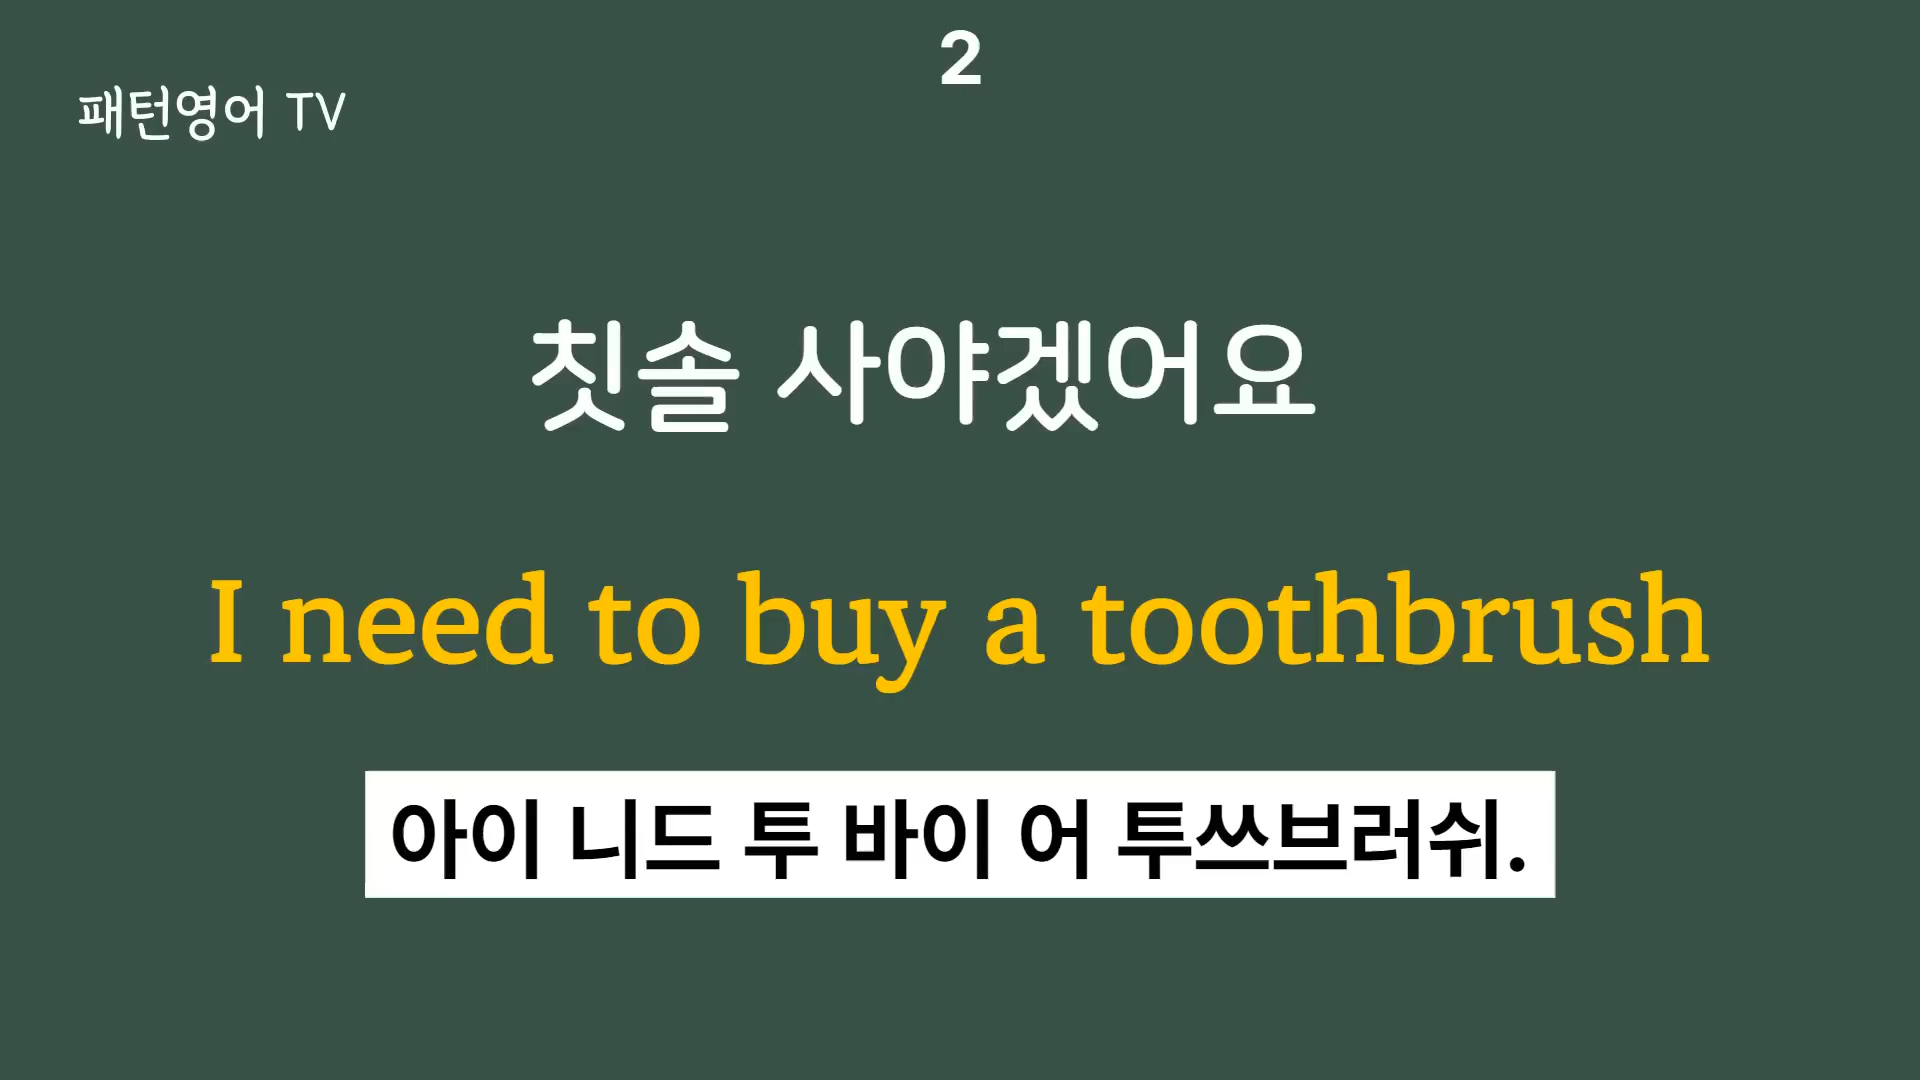 2
패턴영어 TV
칫솔 사야겠어요
I need to buy a toothbrush
아이 니드 투 바이 어 투쓰브러쉬.